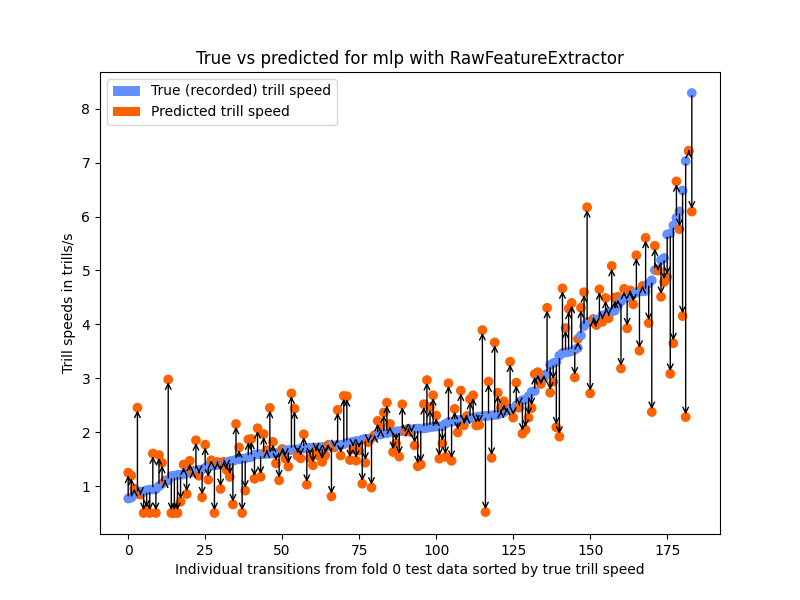 True vs predicted for mlp with RawFeatureExtractor
True (recorded) trill speed
Predicted trill speed
8
7
6
5
4
3
2
1
Trill speeds in trills/s
0 25 50 75 100 125 150 175
Individual transitions from fold 0 test data sorted by true trill speed